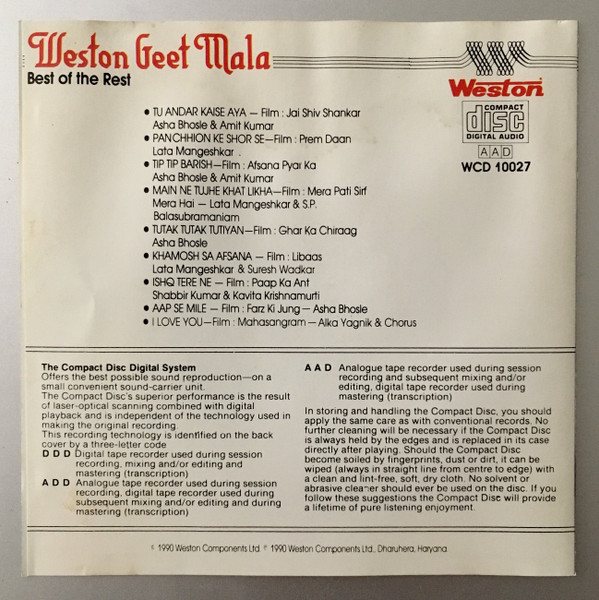 Weston Geet Mala
Best of the Rest
Weston
COMPACT
disc
DIGITAL AUDIO
AAD
WCD 10027
• TU ANDAR KAISE AYA – Film : Jai Shiv Shankar
Asha Bhosle & Amit Kumar
• PANCHHION KE SHOR SE–Film : Prem Daan
Lata Mangeshkar .
• TIP TIP BARISH–Film : Afsana Pyar Ka
Asha Bhosle & Amit Kumar
• MAIN NE TUJHE KHAT LIKHA–Film : Mera Pati Sirf
Mera Hai – Lata Mangeshkar & S.P.
Balasubramaniam
• TUTAK TUTAK TUTIYAN–Film : Ghar Ka Chiraag
Asha Bhosle
• KHAMOSH SA AFSANA – Film : Libaas
Lata Mangeshkar & Suresh Wadkar
• ISHQ TERE NE – Film : Paap Ka Ant
Shabbir Kumar & Kavita Krishnamurti
• AAP SE MILE – Film : Farz Ki Jung – Asha Bhosle
• I LOVE YOU–Film : Mahasangram – Alka Yagnik & Chorus
The Compact Disc Digital System
Offers the best possible sound reproduction—on a
small convenient sound-carrier unit.
The Compact Disc's superior performance is the result
of laser-optical scanning combined with digital
playback and is independent of the technology used in
making the original recording.
This recording technology is identified on the back
cover by a three-letter code
D D D Digital tape recorder used during session
recording, mixing and/or editing and
mastering (transcription)
A D D Analogue tape recorder used during session
recording, digital tape recorder used during
subsequent mixing and/or editing and during
mastering (transcription)
A A D Analogue tape recorder used during session
recording and subsequent mixing and/or
editing, digital tape recorder used during
mastering (transcription)
In storing and handling the Compact Disc, you should
apply the same care as with conventional records. No
further cleaning will be necessary if the Compact Disc
is always held by the edges and is replaced in its case
directly after playing. Should the Compact Disc
become soiled by fingerprints, dust or dirt, it can be
wiped (always in straight line from centre to edge) with
a clean and lint-free, soft, dry cloth. No solvent or
abrasive cleaner should ever be used on the disc. If you
follow these suggestions the Compact Disc will provide
a lifetime of pure listening enjoyment.
© 1990 Weston Components Ltd. ℗ 1990 Weston Components Ltd., Dharuhera, Haryana.